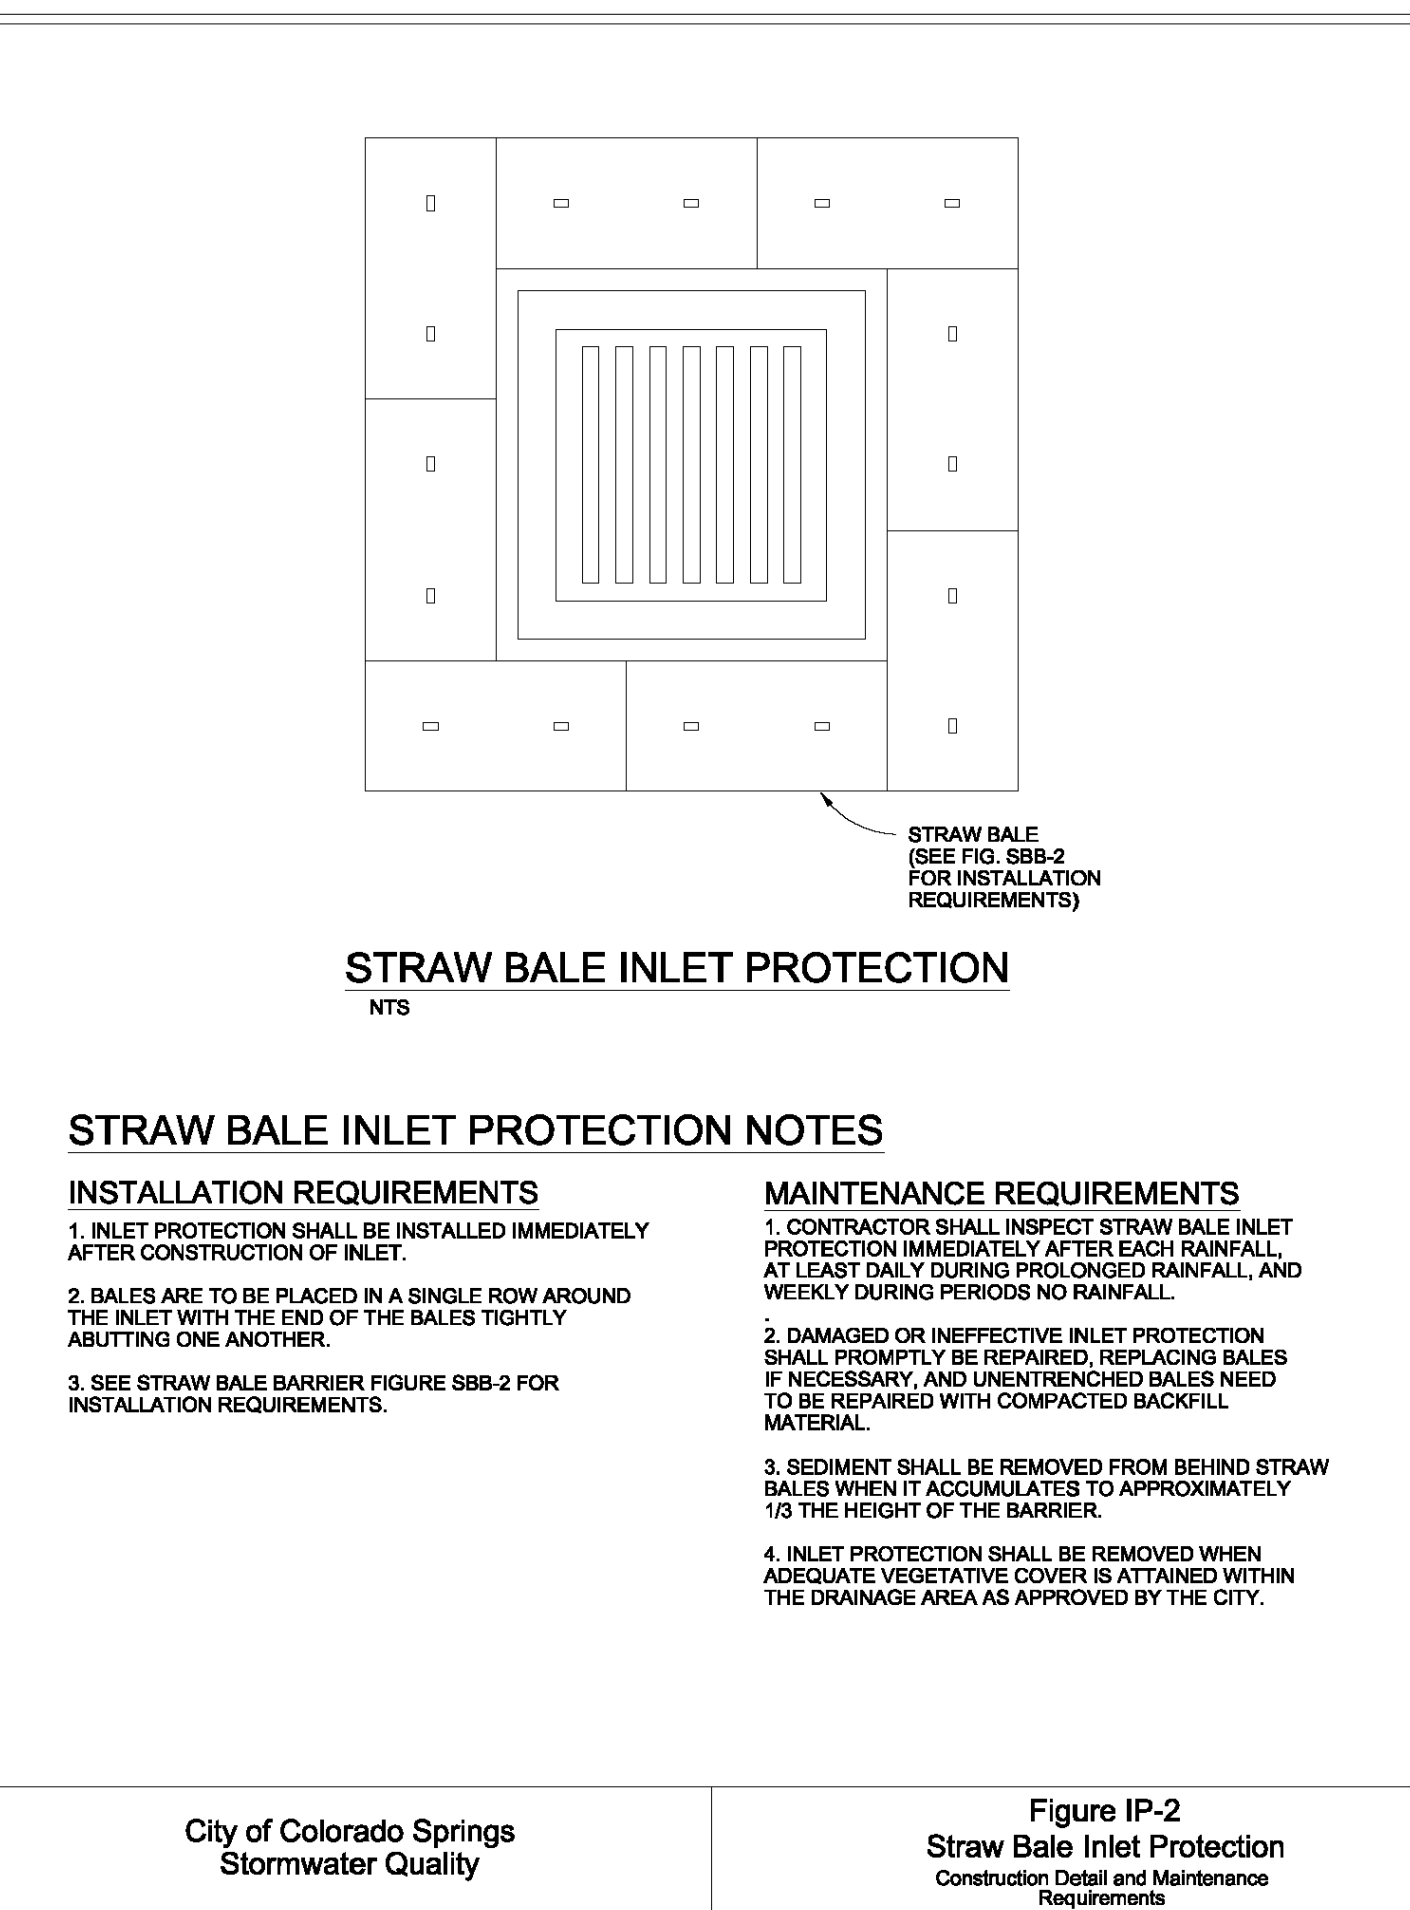 STRAW BALE
(SEE FIG. SBB-2
FOR INSTALLATION
REQUIREMENTS)
STRAW BALE INLET PROTECTION
NTS
STRAW BALE INLET PROTECTION NOTES
INSTALLATION REQUIREMENTS
1. INLET PROTECTION SHALL BE INSTALLED IMMEDIATELY
AFTER CONSTRUCTION OF INLET.
2. BALES ARE TO BE PLACED IN A SINGLE ROW AROUND
THE INLET WITH THE END OF THE BALES TIGHTLY
ABUTTING ONE ANOTHER.
3. SEE STRAW BALE BARRIER FIGURE SBB-2 FOR
INSTALLATION REQUIREMENTS.
MAINTENANCE REQUIREMENTS
1. CONTRACTOR SHALL INSPECT STRAW BALE INLET
PROTECTION IMMEDIATELY AFTER EACH RAINFALL,
AT LEAST DAILY DURING PROLONGED RAINFALL, AND
WEEKLY DURING PERIODS NO RAINFALL.
.
2. DAMAGED OR INEFFECTIVE INLET PROTECTION
SHALL PROMPTLY BE REPAIRED, REPLACING BALES
IF NECESSARY, AND UNENTRENCHED BALES NEED
TO BE REPAIRED WITH COMPACTED BACKFILL
MATERIAL.
3. SEDIMENT SHALL BE REMOVED FROM BEHIND STRAW
BALES WHEN IT ACCUMULATES TO APPROXIMATELY
1/3 THE HEIGHT OF THE BARRIER.
4. INLET PROTECTION SHALL BE REMOVED WHEN
ADEQUATE VEGETATIVE COVER IS ATTAINED WITHIN
THE DRAINAGE AREA AS APPROVED BY THE CITY.
City of Colorado Springs
Stormwater Quality
Figure IP-2
Straw Bale Inlet Protection
Construction Detail and Maintenance
Requirements